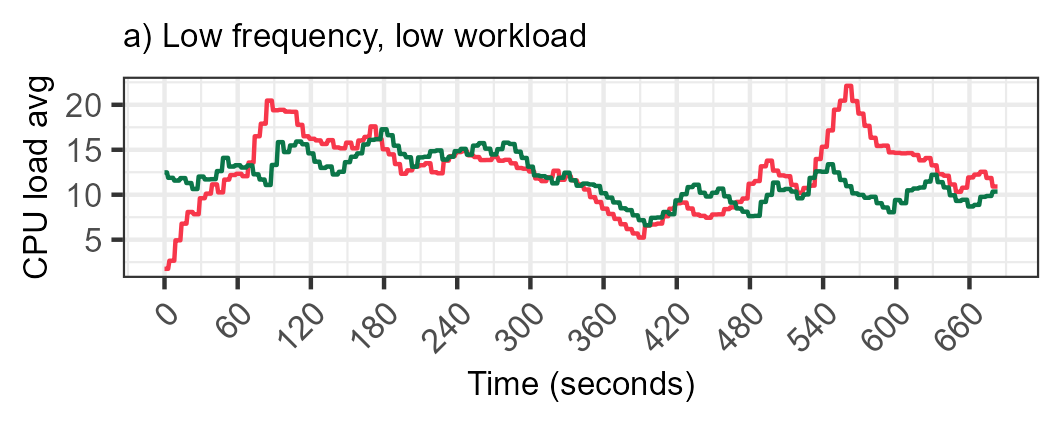 a) Low frequency, low workload
CPU load avg
20
15
10
5
0 60 120 180 240 300 360 420 480 540 600 660
Time (seconds)